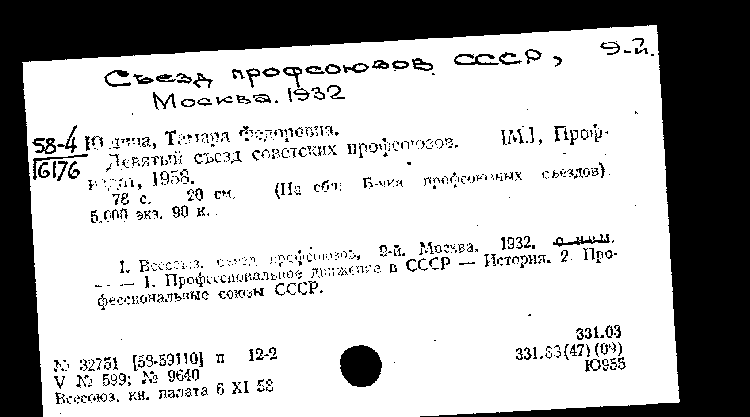 Съезд профсоюзов СССР, 9-й.
Москва. 1932
58-4
16176
Тамара Федоровна.
Девятый съезд советских профсоюзов. [М.], Проф-
издат, 1958.
78 с. 20 см. (На обл: Б-чка профсоюзных съездов).
5.000 экз. 90 к.
1. Всесоюз. съезд профсоюзов, 9-й. Москва. 1932. о нем.
— — 1. Профессиональное движение в СССР — История. 2. Про-
фессиональные союзы СССР.
331.03
№ 32751 [58-59110] п 12-2
331.83(47)(09)
V № 599; № 9640
Ю955
Всесоюз. кн. палата 6 XI 58